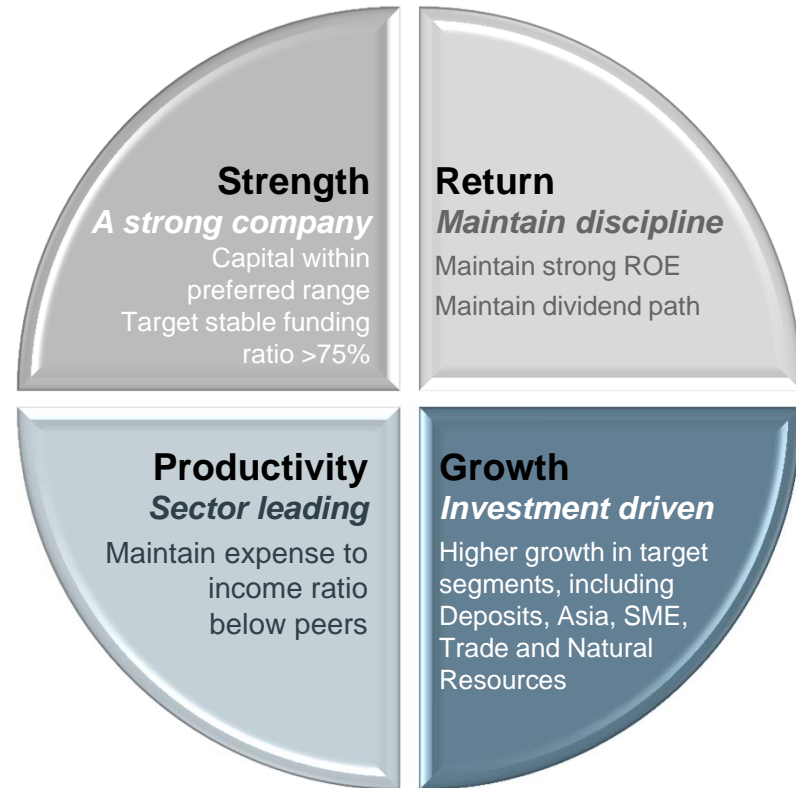 Strength
A strong company
Capital within
preferred range
Target stable funding
ratio >75%
Return
Maintain discipline
Maintain strong ROE
Maintain dividend path
Productivity
Sector leading
Maintain expense to
income ratio
below peers
Growth
Investment driven
Higher growth in target
segments, including
Deposits, Asia, SME,
Trade and Natural
Resources